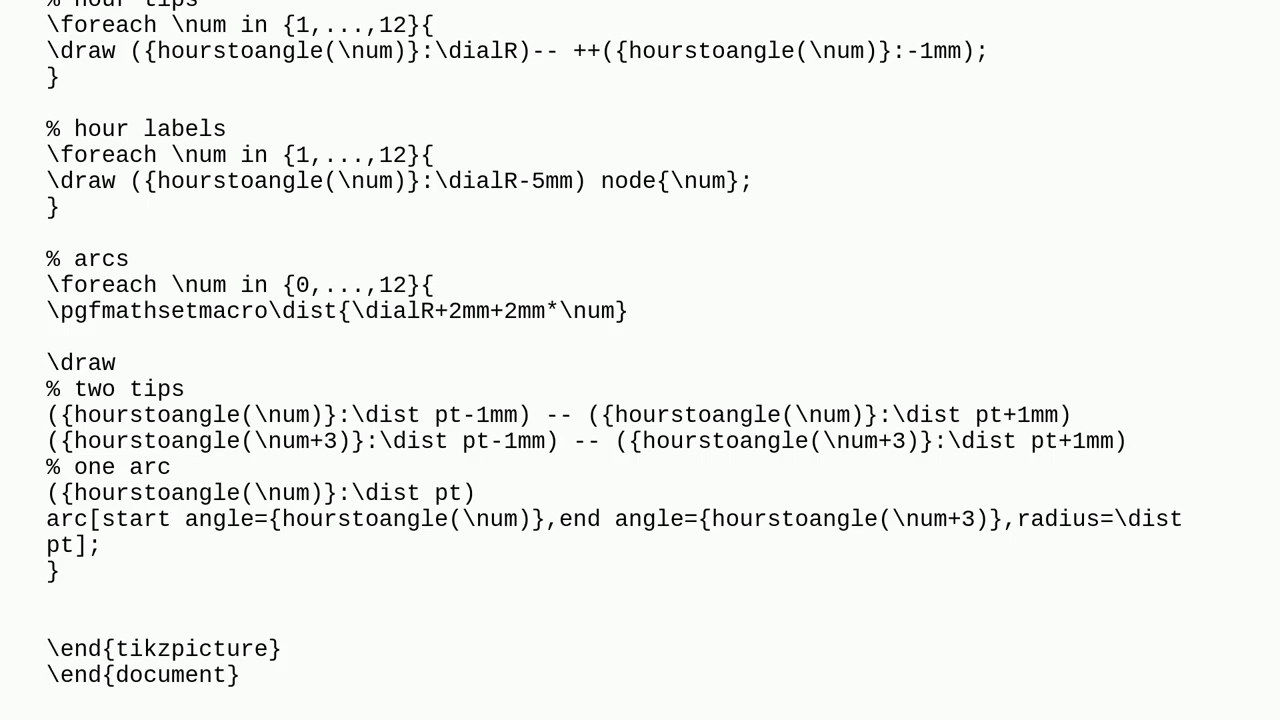 % hour tips
\foreach \num in {1,...,12}{
\draw ({hourstoangle(\num)}:\dialR)-- ++({hourstoangle(\num)}:-1mm);
}
% hour labels
\foreach \num in {1,...,12}{
\draw ({hourstoangle(\num)}:\dialR-5mm) node{\num};
}
% arcs
\foreach \num in {0,...,12}{
\pgfmathsetmacro\dist{\dialR+2mm+2mm*\num}
\draw
% two tips
({hourstoangle(\num)}:\dist pt-1mm) -- ({hourstoangle(\num)}:\dist pt+1mm)
({hourstoangle(\num+3)}:\dist pt-1mm) -- ({hourstoangle(\num+3)}:\dist pt+1mm)
% one arc
({hourstoangle(\num)}:\dist pt)
arc[start angle={hourstoangle(\num)},end angle={hourstoangle(\num+3)},radius=\dist
pt];
}
\end{tikzpicture}
\end{document}